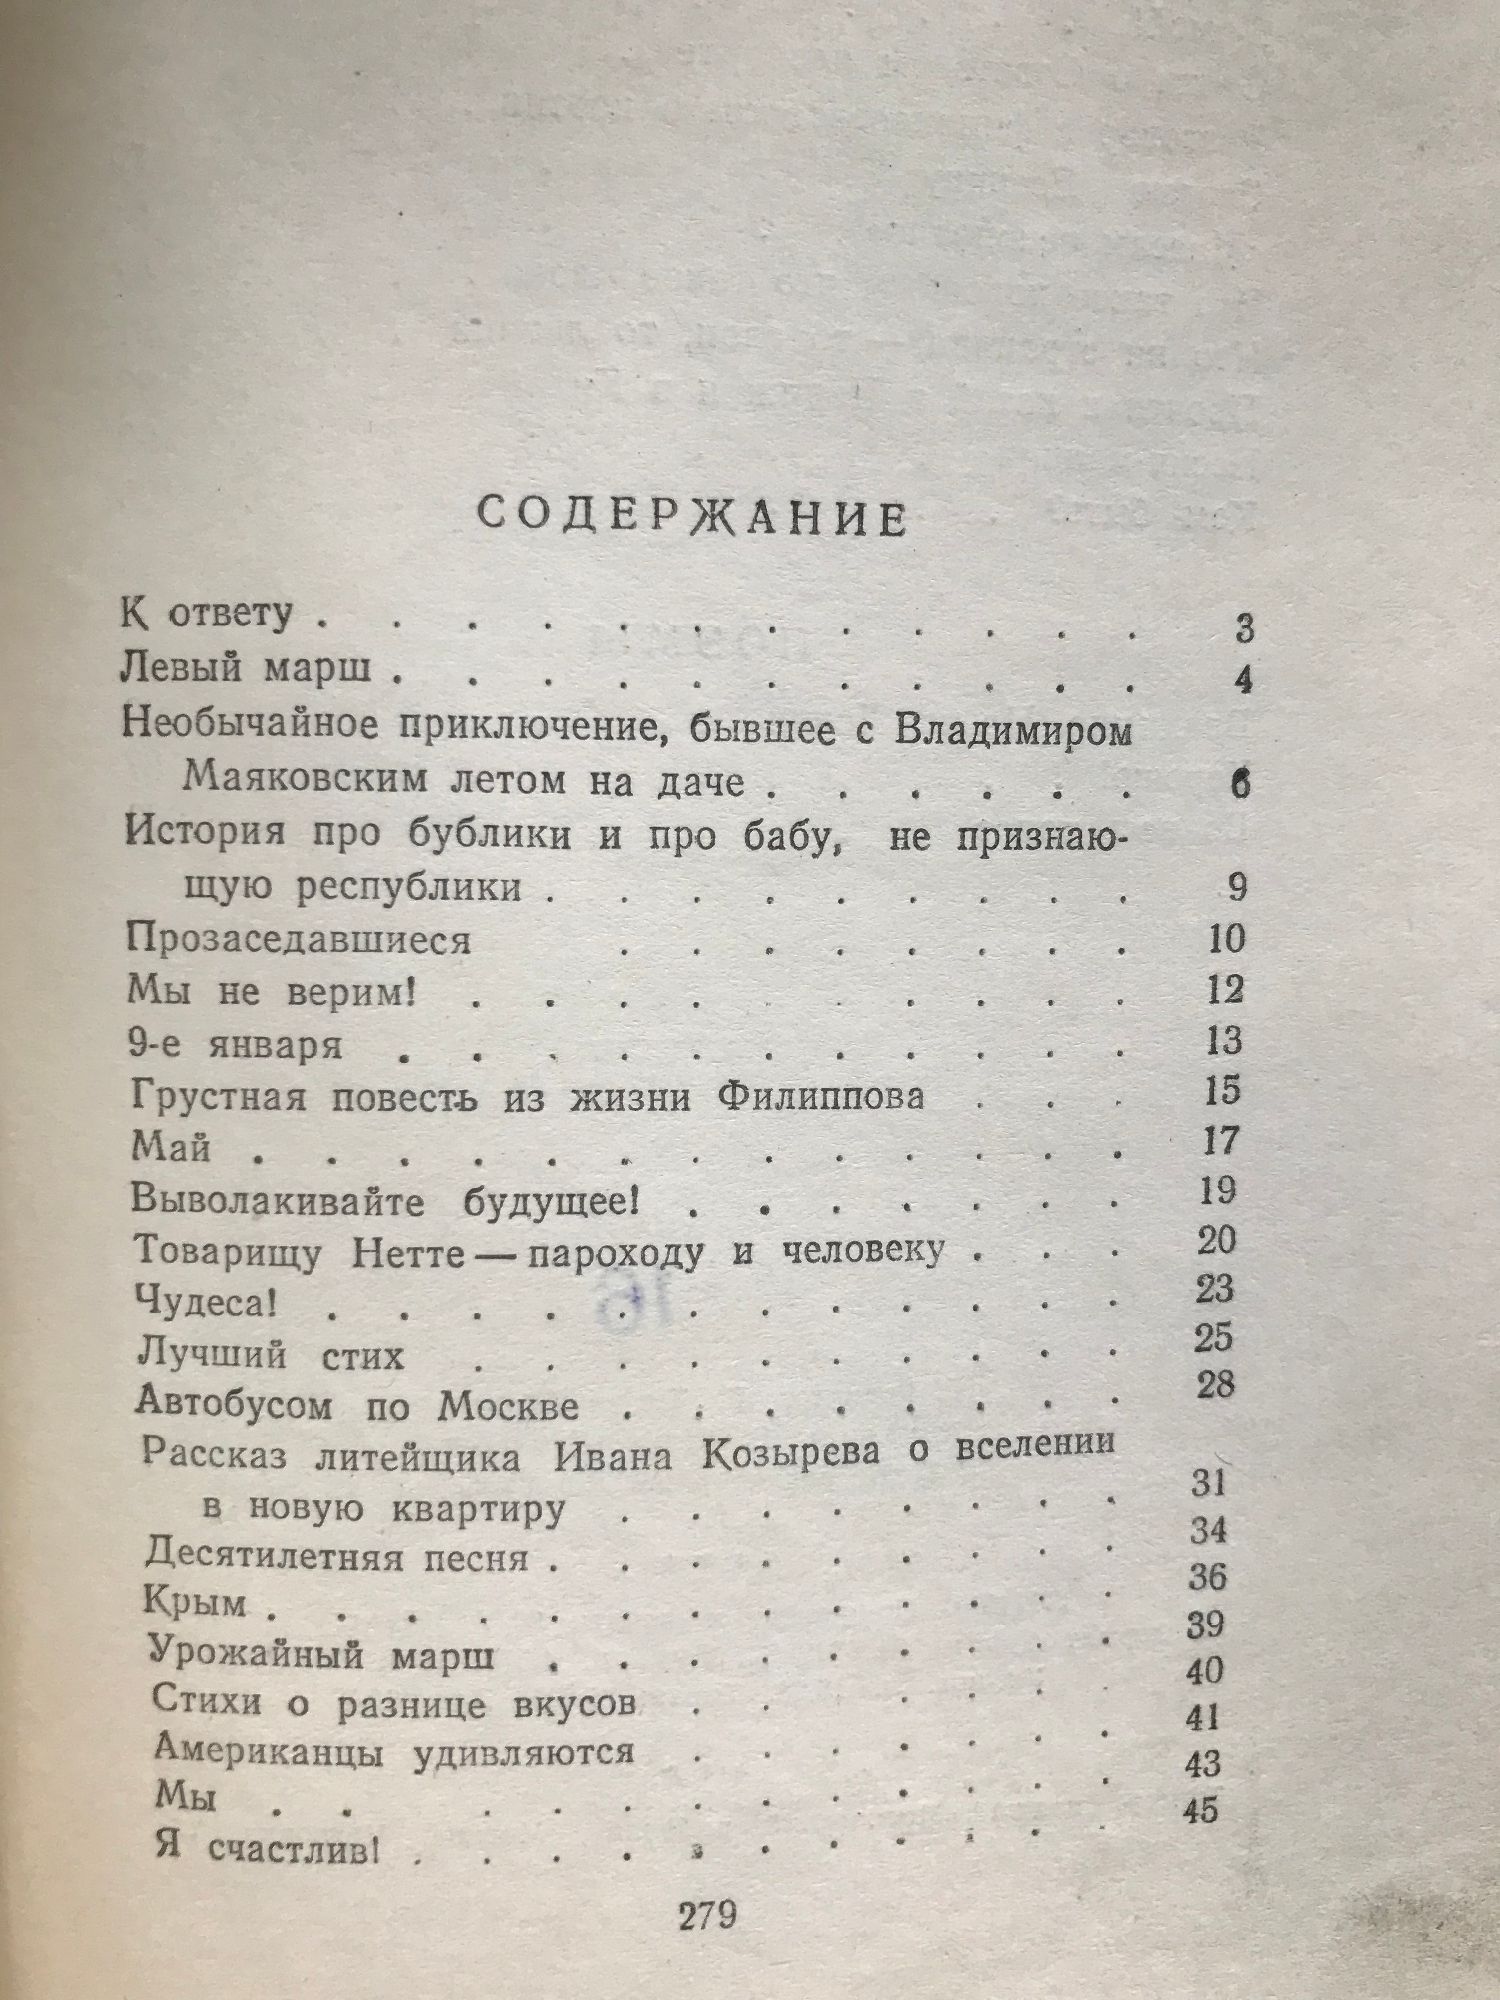 СОДЕРЖАНИЕ
К ответу . . . . . . . . . . . . 3
Левый марш . . . . . . . . . . . 4
Необычайное приключение, бывшее с Владимиром
Маяковским летом на даче . . . . . . 6
История про бублики и про бабу, не признаю-
щую республики . . . . . . . . . 9
Прозаседавшиеся . . . . . . . . 10
Мы не верим! . . . . . . . . . . 12
9-е января . . . . . . . . . . . 13
Грустная повесть из жизни Филиппова . . . 15
Май . . . . . . . . . . . . . 17
Выволакивайте будущее! . . . . . . . 19
Товарищу Нетте — пароходу и человеку . . . 20
Чудеса! . . . . . . . . . . . . 23
Лучший стих . . . . . . . . . . 25
Автобусом по Москве . . . . . . . . 28
Рассказ литейщика Ивана Козырева о вселении
в новую квартиру . . . . . . . . 31
Десятилетняя песня . . . . . . . . . 34
Крым . . . . . . . . . . . . . 36
Урожайный марш . . . . . . . . . 39
Стихи о разнице вкусов . . . . . . 40
Американцы удивляются . . . . . . . 41
Мы . . . . . . . . . . . . 43
Я счастлив! . . . . . . . . . . . 45
279